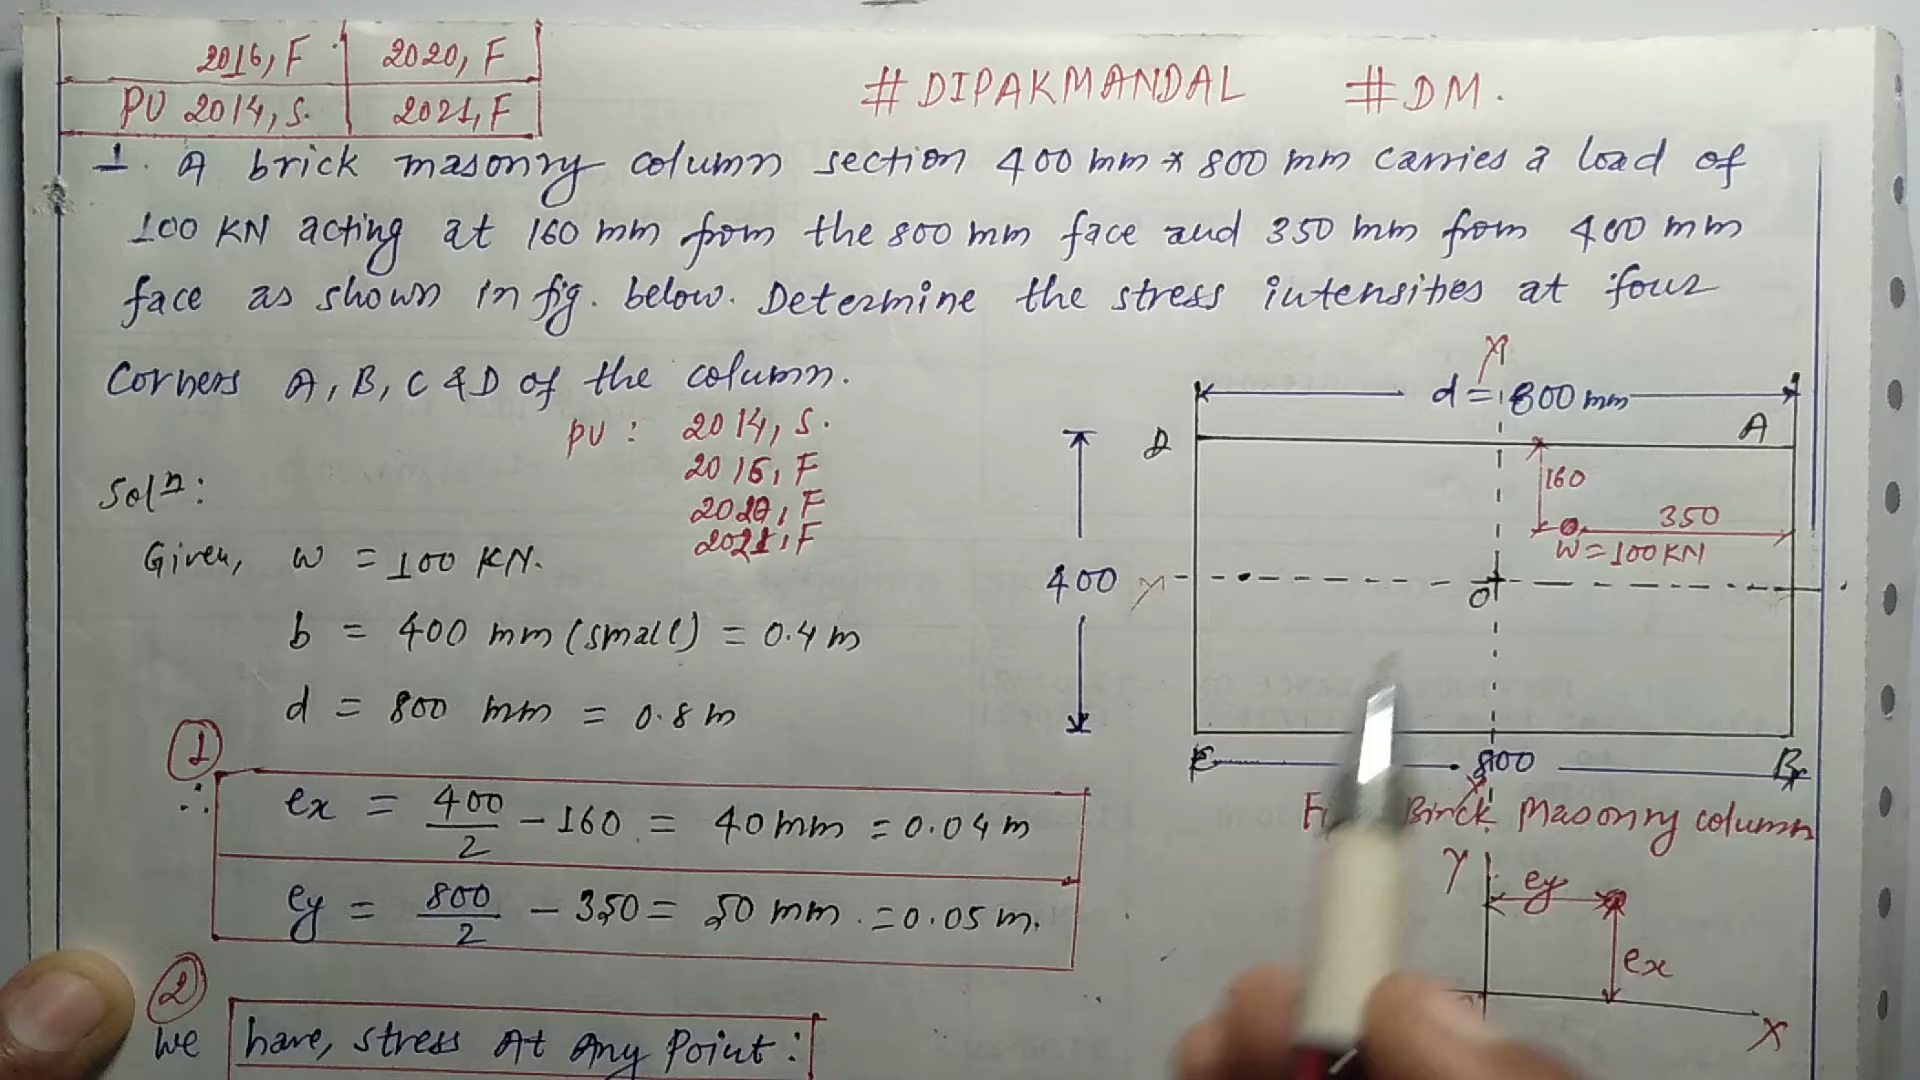 2016, F 2020, F
PU 2014, S. 2021, F
#DIPAKMANDAL #DM.
1. A brick masonry column section 400 mm * 800 mm carries a load of
100 KN acting at 160 mm from the 800 mm face and 350 mm from 400 mm
face as shown in fig. below. Determine the stress intensities at four
Corners A, B, C & D of the column.
PU : 2014, S.
2016, F
2020, F
2021, F
Solⁿ:
Given, W = 100 KN.
b = 400 mm (small) = 0.4 m
d = 800 mm = 0.8 m
1
∴ ex = 400/2 - 160 = 40 mm = 0.04 m
ey = 800/2 - 350 = 50 mm. = 0.05 m.
2
We have, stress At Any Point:
d = 800 mm
D A
160
350
W = 100 KN
400
O
800
B
Brick Masonry column
Y ey
ex
X